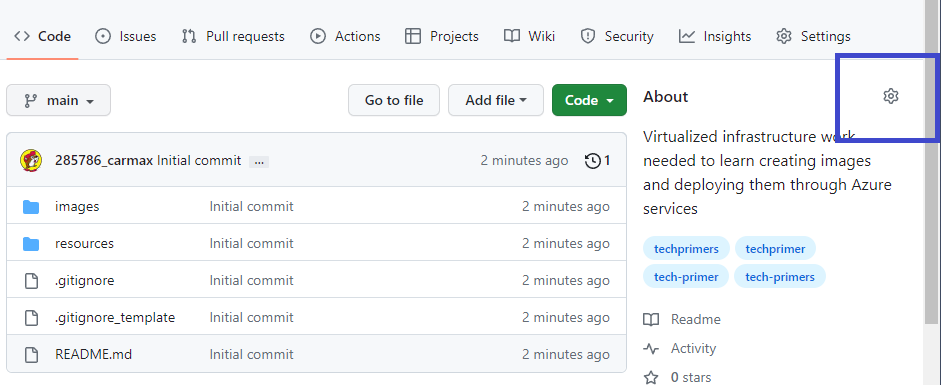 Code Issues Pull requests Actions Projects Wiki Security Insights Settings
main Go to file Add file Code
285786_carmax Initial commit ... 2 minutes ago 1
images Initial commit 2 minutes ago
resources Initial commit 2 minutes ago
.gitignore Initial commit 2 minutes ago
.gitignore_template Initial commit 2 minutes ago
README.md Initial commit 2 minutes ago
About
Virtualized infrastructure work
needed to learn creating images
and deploying them through Azure
services
techprimers techprimer
tech-primer tech-primers
Readme
Activity
0 stars